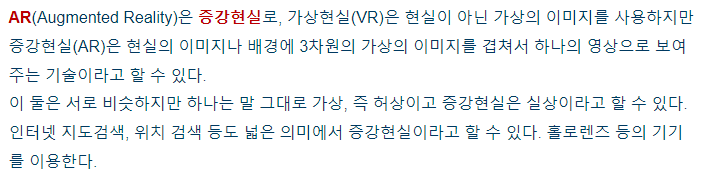 AR(Augmented Reality)은 증강현실로, 가상현실(VR)은 현실이 아닌 가상의 이미지를 사용하지만
증강현실(AR)은 현실의 이미지나 배경에 3차원의 가상의 이미지를 겹쳐서 하나의 영상으로 보여
주는 기술이라고 할 수 있다.
이 둘은 서로 비슷하지만 하나는 말 그대로 가상, 즉 허상이고 증강현실은 실상이라고 할 수 있다.
인터넷 지도검색, 위치 검색 등도 넓은 의미에서 증강현실이라고 할 수 있다. 홀로렌즈 등의 기기
를 이용한다.